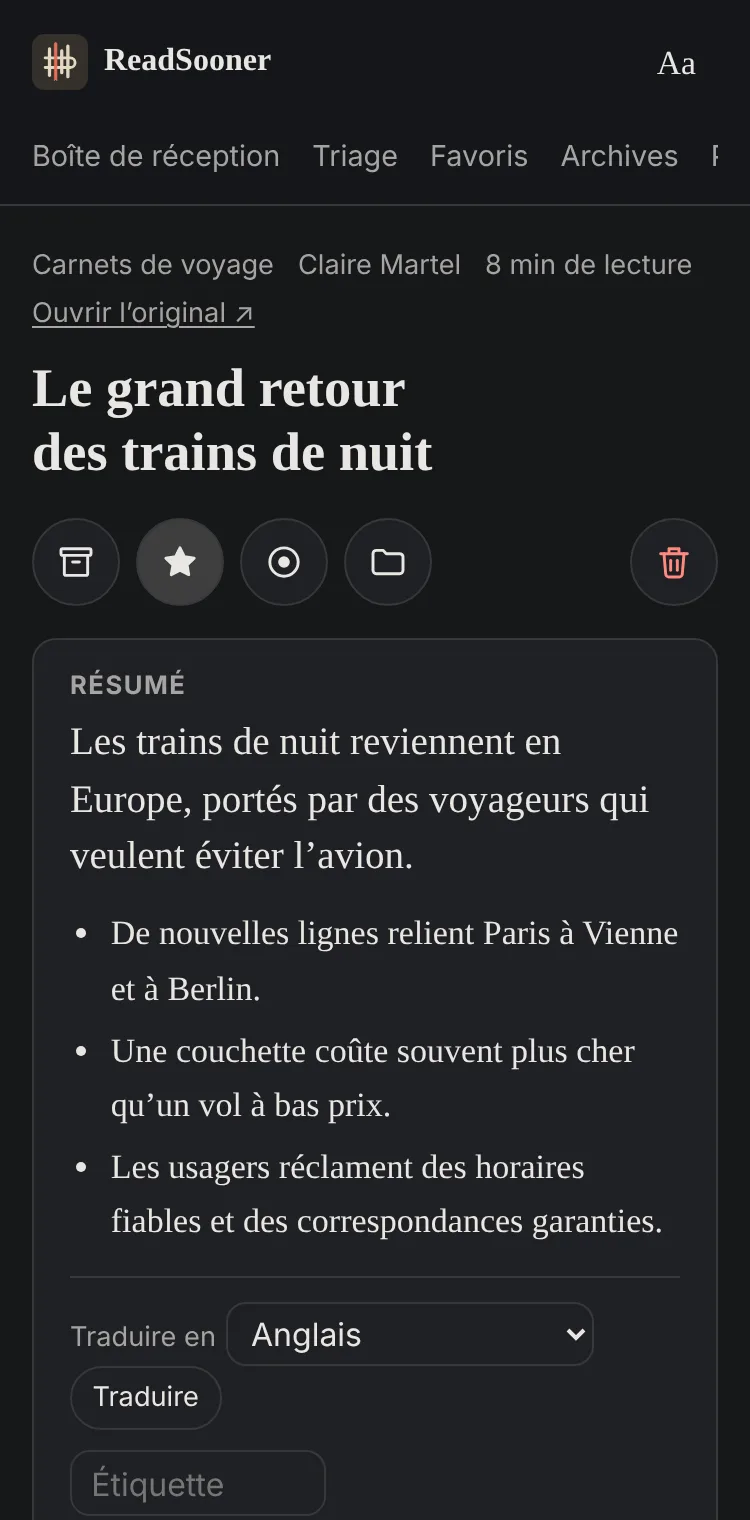 ReadSooner
Aa
Boîte de réception Triage Favoris Archives
Carnets de voyage Claire Martel 8 min de lecture
Ouvrir l’original ↗
Le grand retour
des trains de nuit
RÉSUMÉ
Les trains de nuit reviennent en
Europe, portés par des voyageurs qui
veulent éviter l’avion.
• De nouvelles lignes relient Paris à Vienne
et à Berlin.
• Une couchette coûte souvent plus cher
qu’un vol à bas prix.
• Les usagers réclament des horaires
fiables et des correspondances garanties.
Traduire en Anglais
Traduire
Étiquette